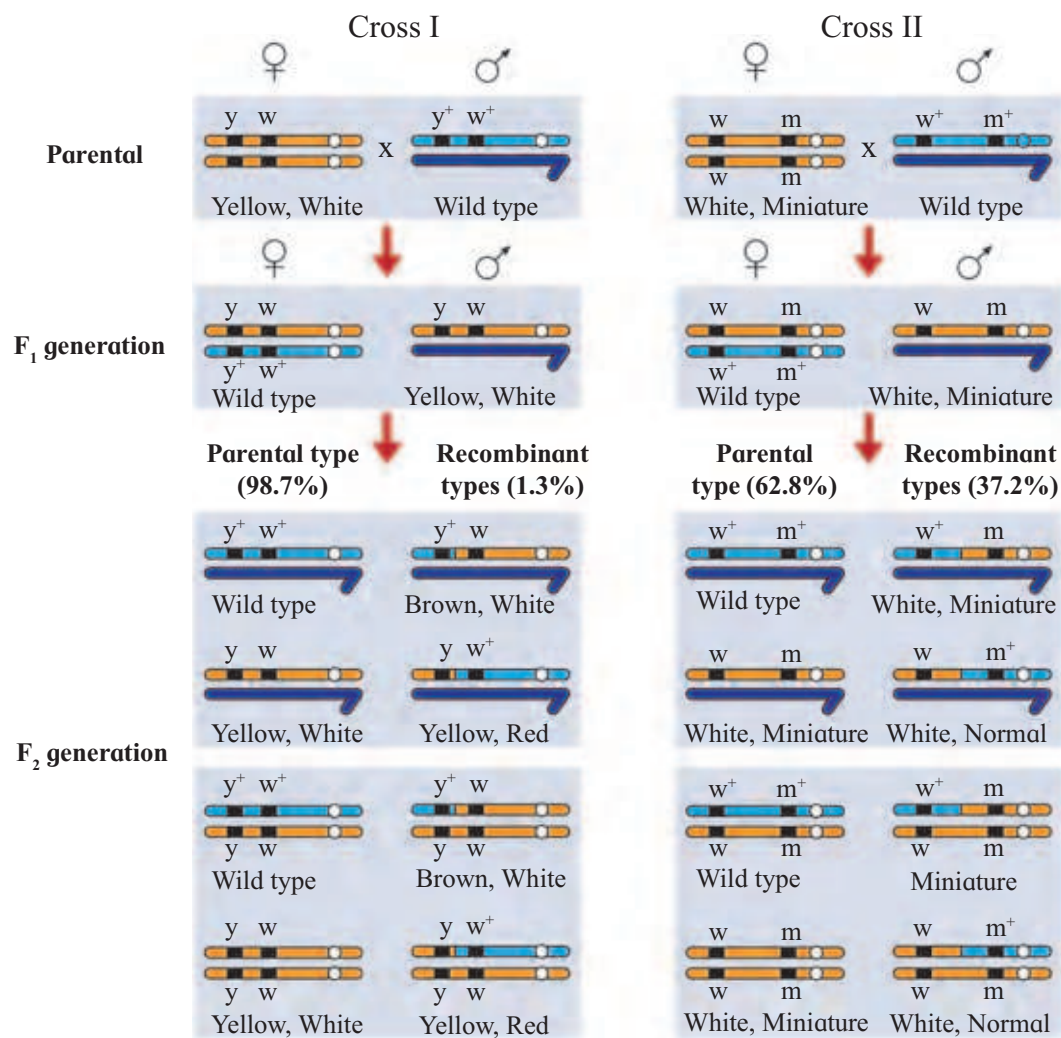 Cross I
Cross II
♀ ♂ ♀ ♂
Parental
y w y⁺ w⁺
x
w m w⁺ m⁺
x
w m
Yellow, White Wild type
White, Miniature Wild type
♀ ♂ ♀ ♂
F₁ generation
y w y w
y⁺ w⁺
Wild type Yellow, White
w m w m
w⁺ m⁺
Wild type White, Miniature
Parental type
(98.7%)
Recombinant
types (1.3%)
Parental
type (62.8%)
Recombinant
types (37.2%)
F₂ generation
y⁺ w⁺ y⁺ w
Wild type Brown, White
w⁺ m⁺ w⁺ m
Wild type White, Miniature
y w y w⁺
Yellow, White Yellow, Red
w m w m⁺
White, Miniature White, Normal
y⁺ w⁺ y⁺ w
y w y w
Wild type Brown, White
w⁺ m⁺ w⁺ m
w m w m
Wild type Miniature
y w y w⁺
y w y w
Yellow, White Yellow, Red
w m w m⁺
w m w m
White, Miniature White, Normal